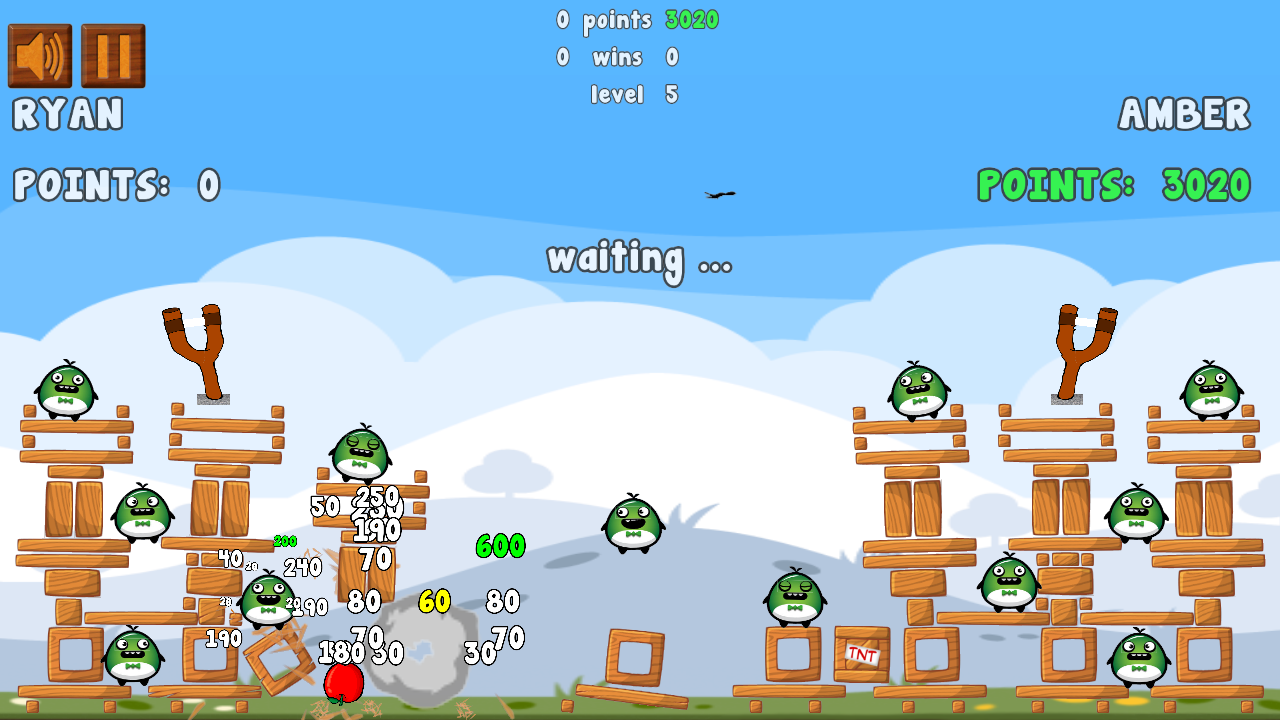 0 points 3020
0 wins 0
level 5
RYAN
AMBER
POINTS: 0
POINTS: 3020
waiting ...
250
50
190
200
600
40
70
240
80 60 80
190
70 70
180 30 30
TNT